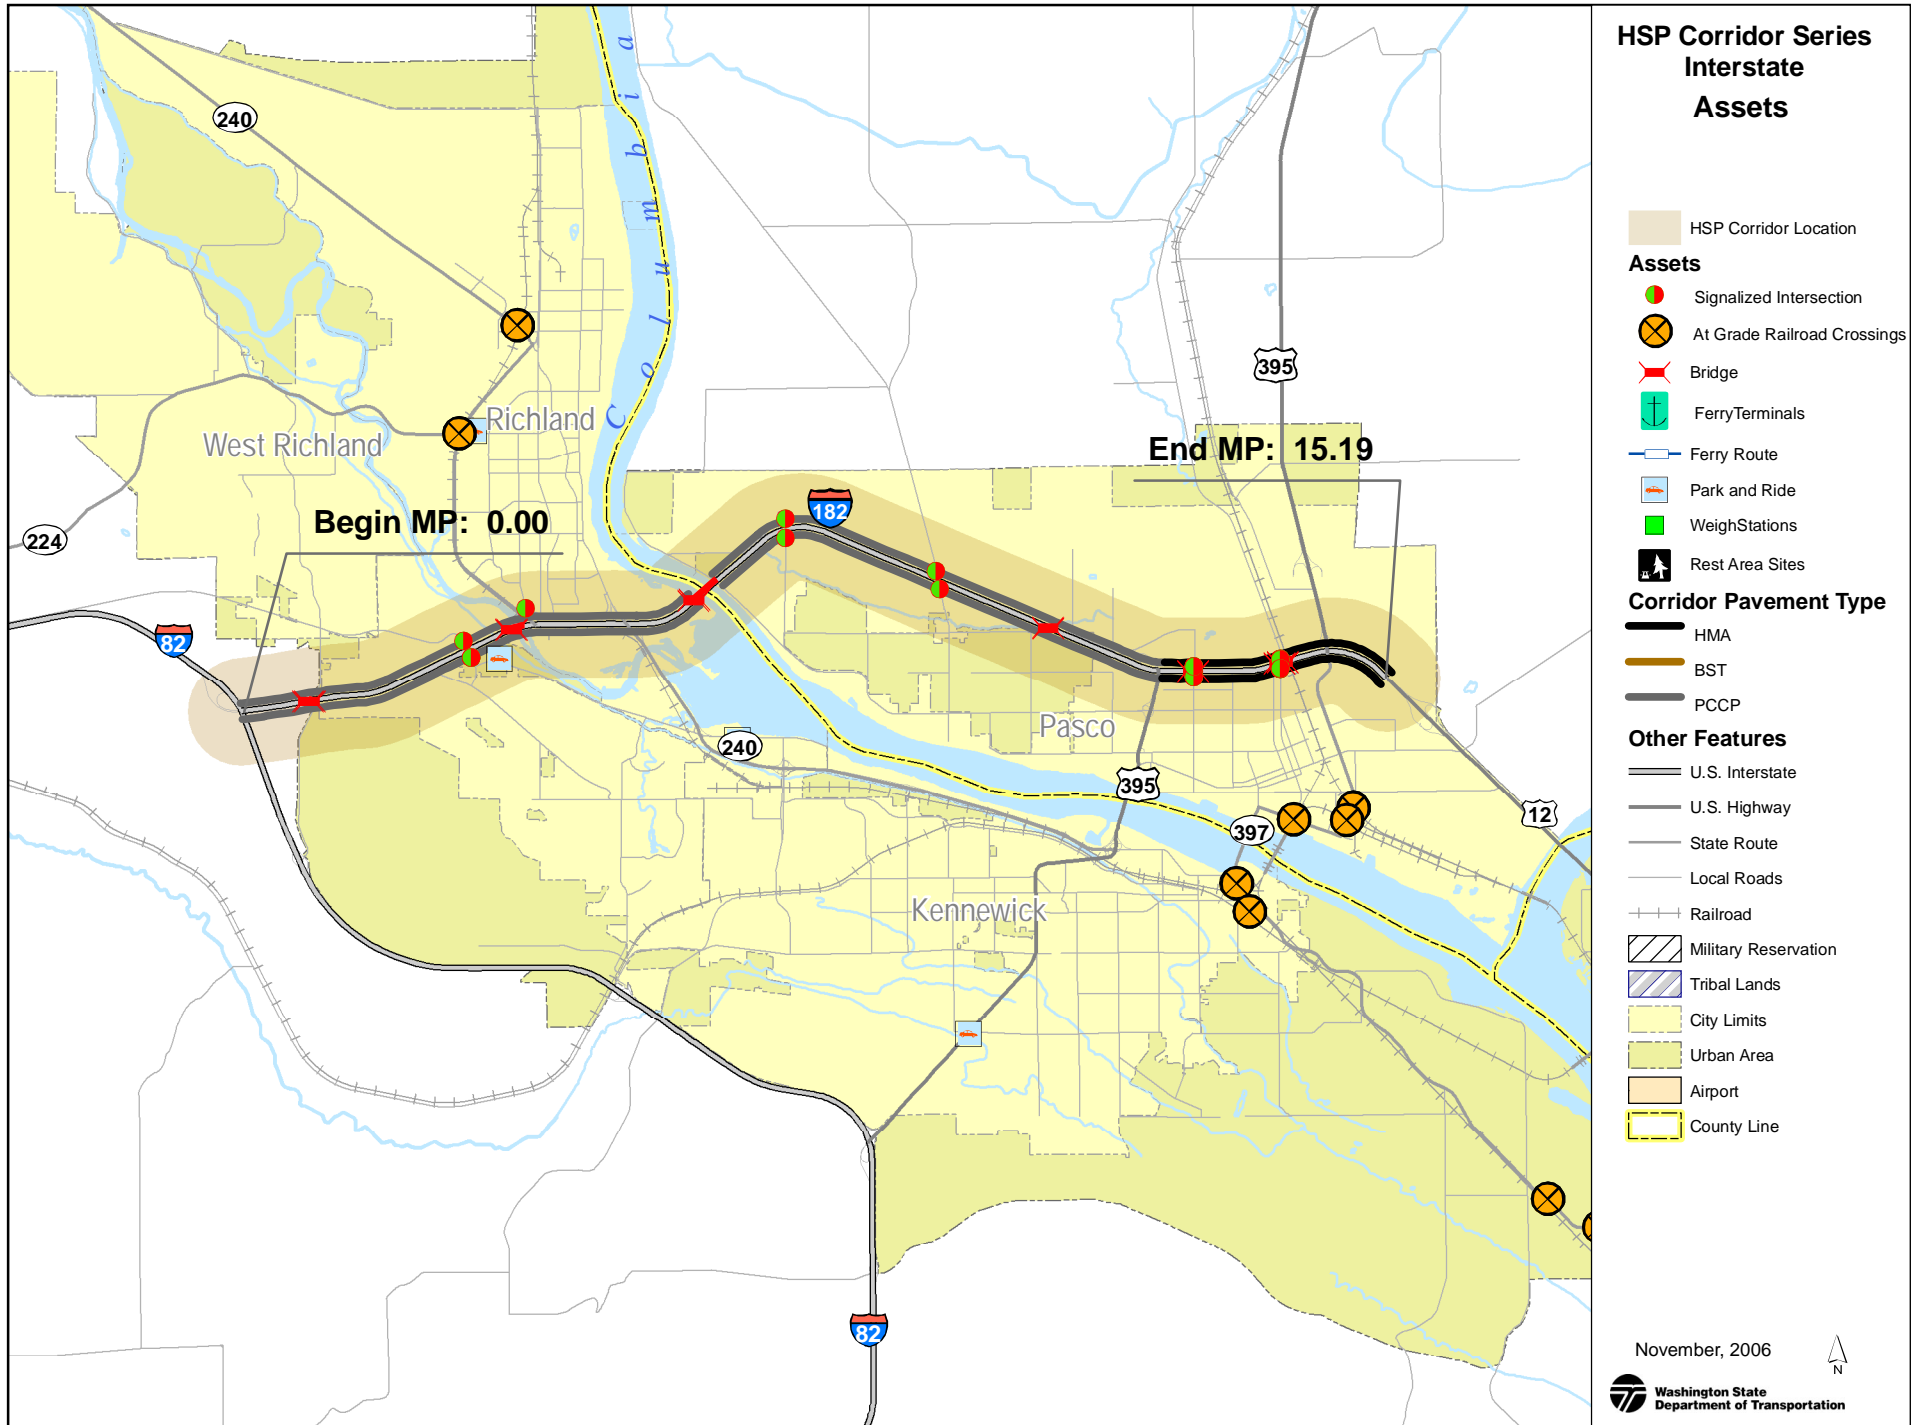 HSP Corridor Series
Interstate
Assets
HSP Corridor Location
Assets
Signalized Intersection
At Grade Railroad Crossings
Bridge
FerryTerminals
Ferry Route
Park and Ride
WeighStations
Rest Area Sites
Corridor Pavement Type
HMA
BST
PCCP
Other Features
U.S. Interstate
U.S. Highway
State Route
Local Roads
Railroad
Military Reservation
Tribal Lands
City Limits
Urban Area
Airport
County Line
November, 2006
N
Washington State
Department of Transportation
240
Columbia
395
Richland
West Richland
End MP: 15.19
182
Begin MP: 0.00
224
82
Pasco
240
395
12
397
Kennewick
82